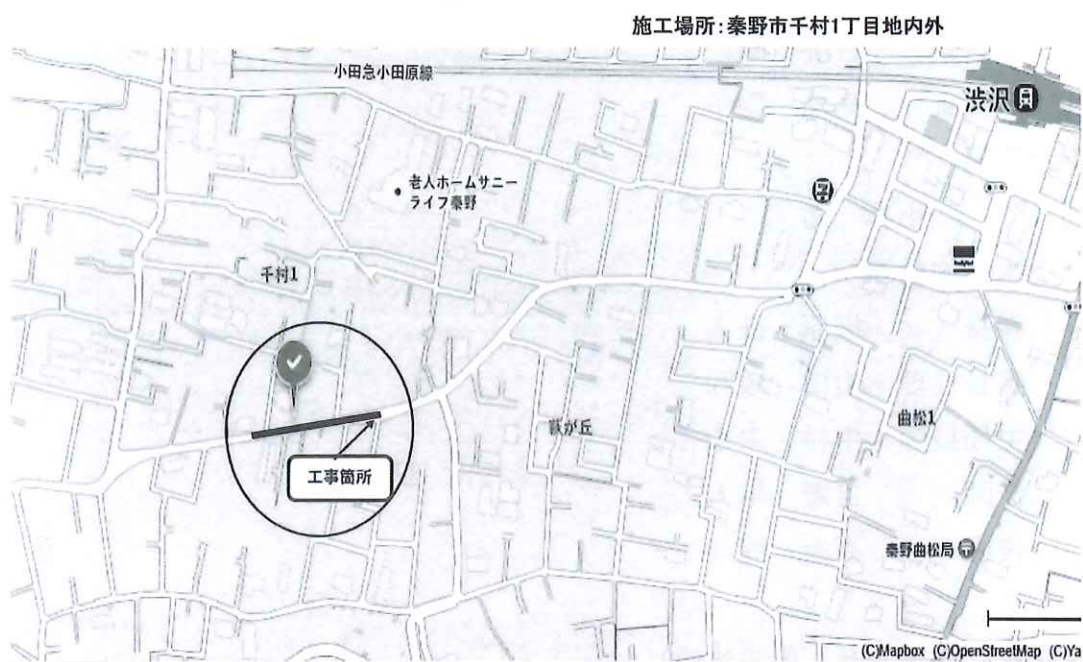 施工場所:秦野市千村1丁目地内外
小田急小田原線
渋沢
老人ホームサニー
ライフ秦野
千村1
萩が丘
曲松1
工事箇所
秦野曲松局
(C)Mapbox (C)OpenStreetMap (C)Ya